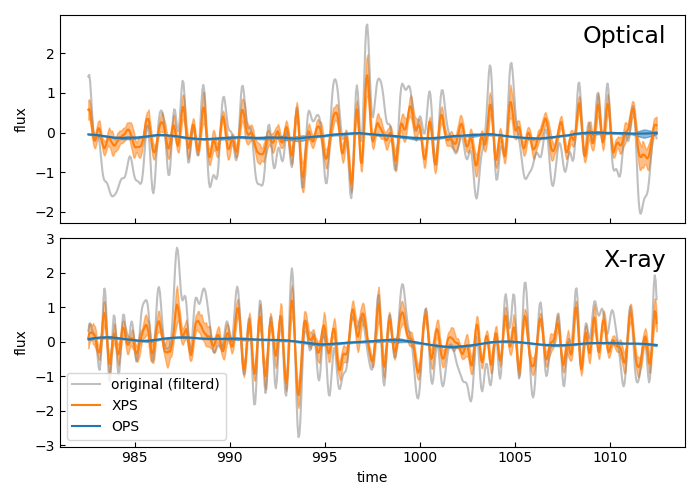 Optical
flux
2
1
0
−1
−2
X-ray
flux
3
2
1
0
−1
−2
−3
original (filterd)
XPS
OPS
985 990 995 1000 1005 1010
time